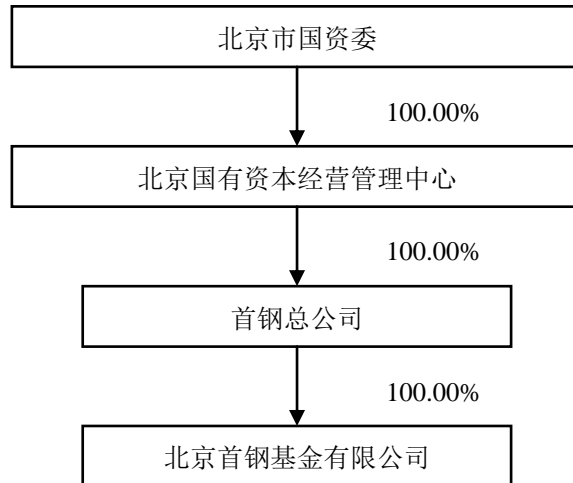 北京市国资委
100.00%
北京国有资本经营管理中心
100.00%
首钢总公司
100.00%
北京首钢基金有限公司